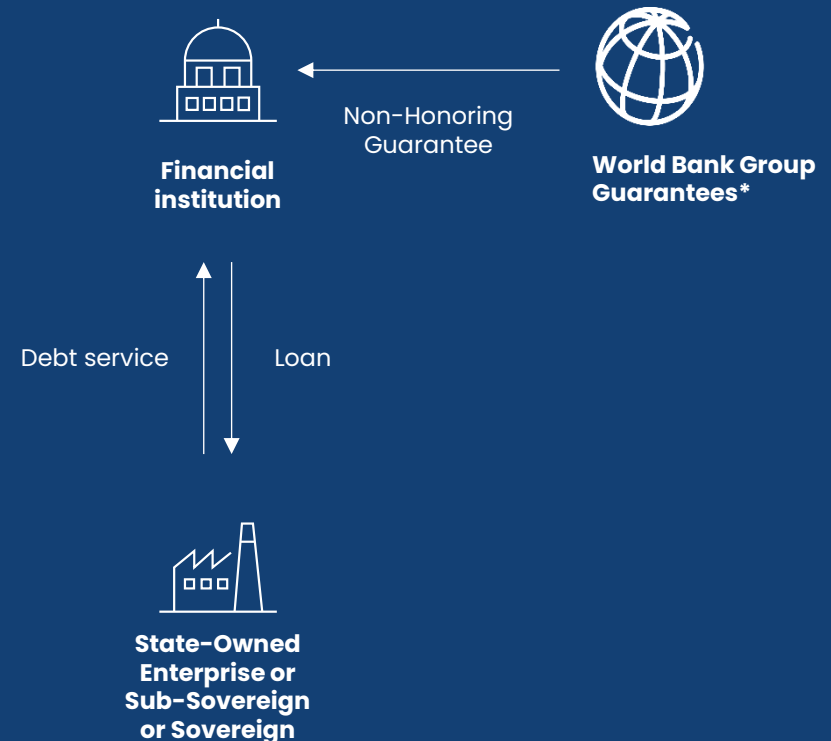 Non-Honoring
Guarantee
Financial
institution
World Bank Group
Guarantees*
Debt service
Loan
State-Owned
Enterprise or
Sub-Sovereign
or Sovereign